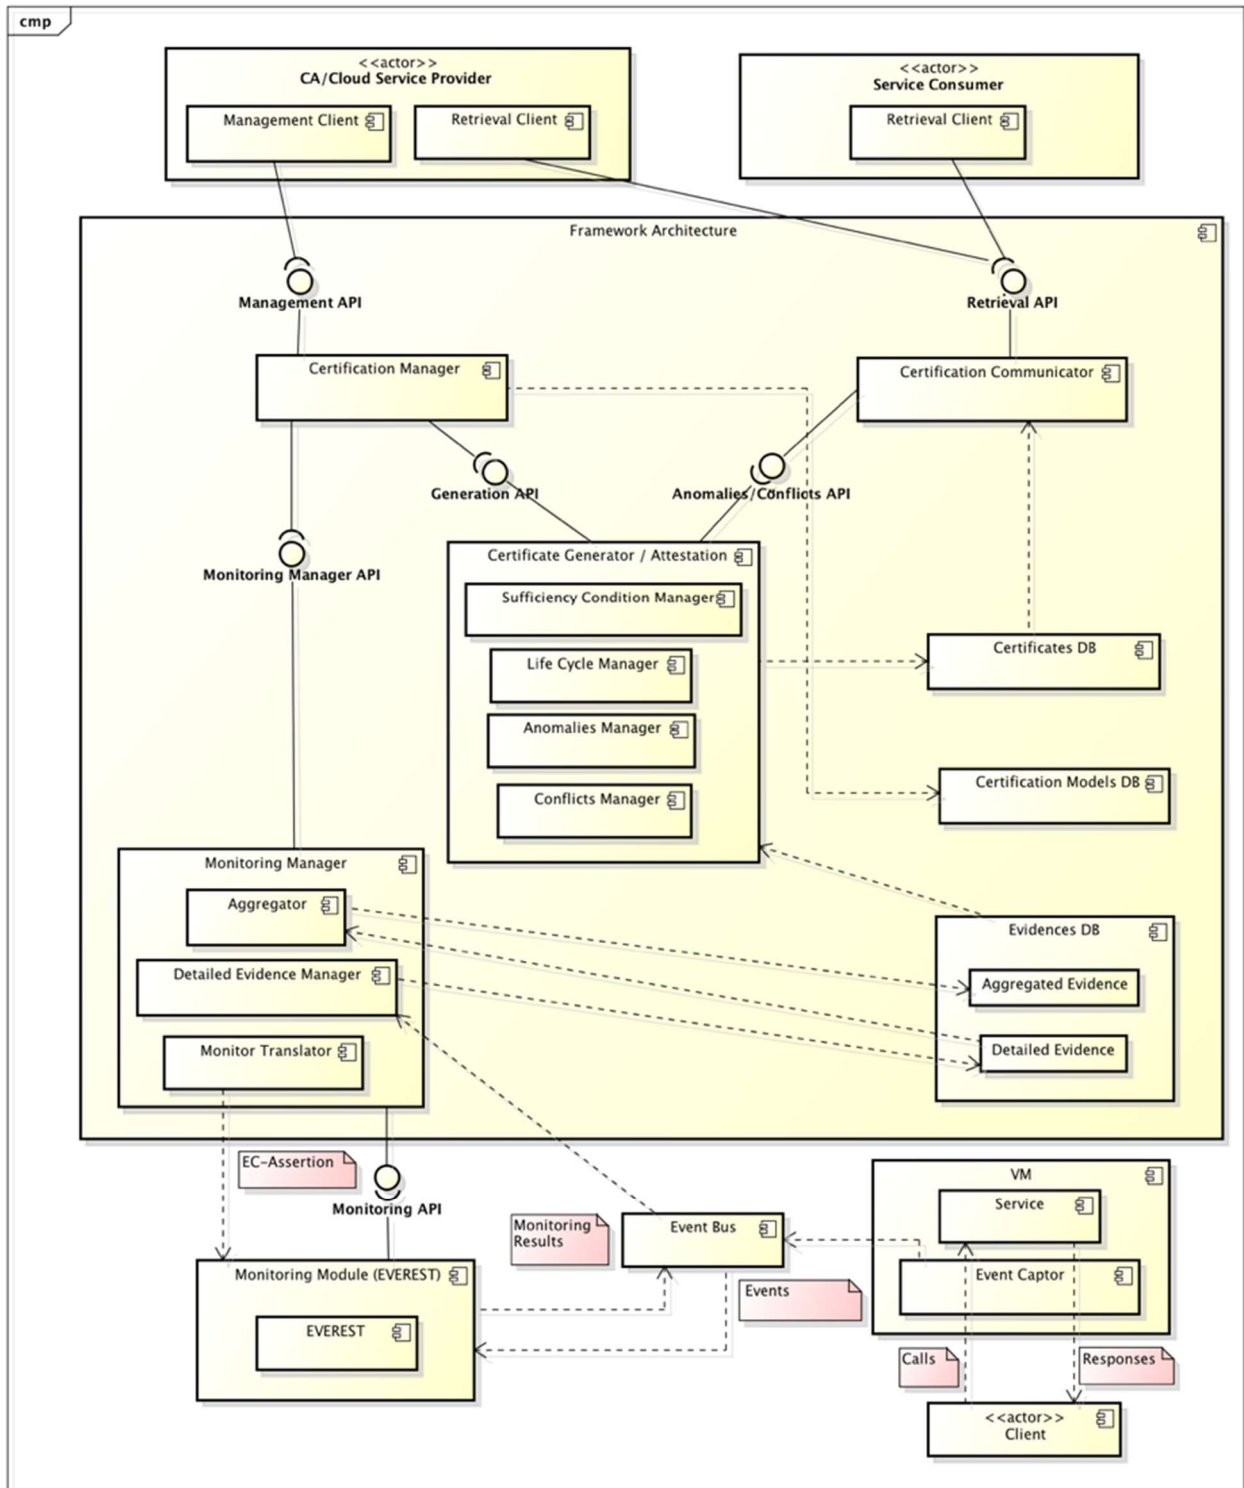 cmp
<<actor>>
CA/Cloud Service Provider
Management Client
Retrieval Client
<<actor>>
Service Consumer
Retrieval Client
Framework Architecture
Management API
Retrieval API
Certification Manager
Certification Communicator
Generation API
Anomalies/Conflicts API
Monitoring Manager API
Certificate Generator / Attestation
Sufficiency Condition Manager
Life Cycle Manager
Anomalies Manager
Conflicts Manager
Certificates DB
Certification Models DB
Monitoring Manager
Aggregator
Detailed Evidence Manager
Monitor Translator
Evidences DB
Aggregated Evidence
Detailed Evidence
EC-Assertion
Monitoring API
Monitoring
Results
Event Bus
Events
VM
Service
Event Captor
Monitoring Module (EVEREST)
EVEREST
Calls
Responses
<<actor>>
Client